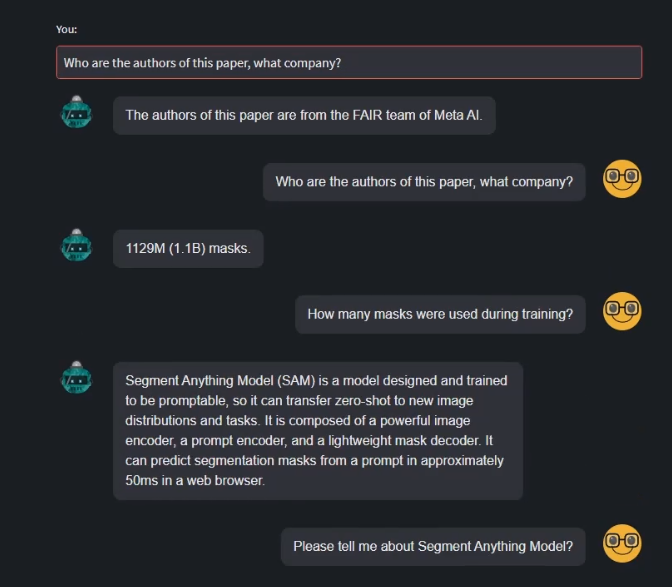 You:
Who are the authors of this paper, what company?
The authors of this paper are from the FAIR team of Meta AI.
Who are the authors of this paper, what company?
1129M (1.1B) masks.
How many masks were used during training?
Segment Anything Model (SAM) is a model designed and trained
to be promptable, so it can transfer zero-shot to new image
distributions and tasks. It is composed of a powerful image
encoder, a prompt encoder, and a lightweight mask decoder. It
can predict segmentation masks from a prompt in approximately
50ms in a web browser.
Please tell me about Segment Anything Model?